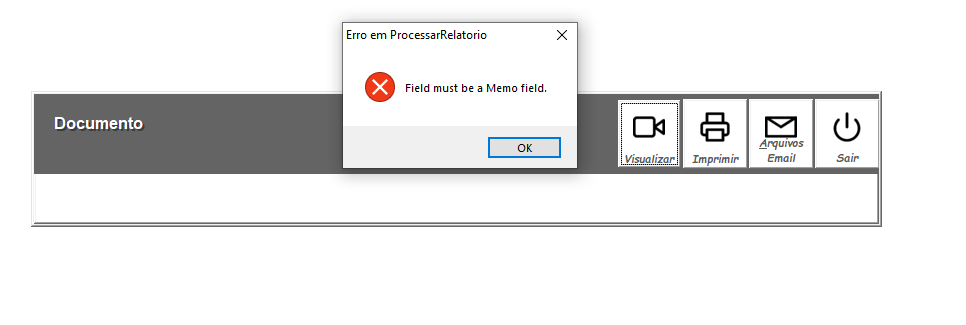 Erro em ProcessarRelatorio
Field must be a Memo field.
OK
Documento
Visualizar
Imprimir
Arquivos
Email
Sair